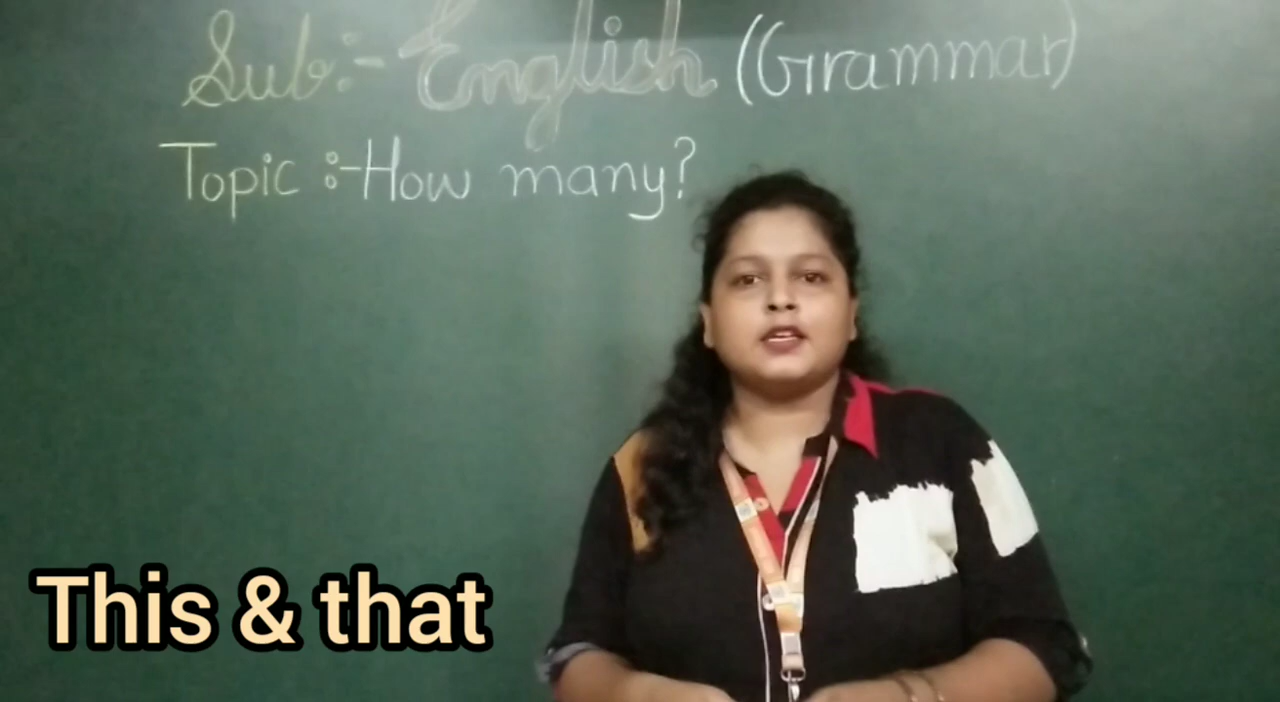 Sub:- English (Grammar)
Topic :- How many?
This & that